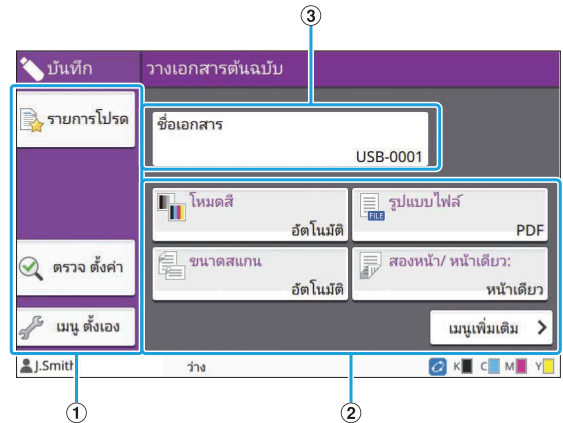 ③
บันทึก วางเอกสารต้นฉบับ
รายการโปรด
ชื่อเอกสาร
USB-0001
โหมดสี
อัตโนมัติ
รูปแบบไฟล์
FILE
PDF
ตรวจ ตั้งค่า
ขนาดสแกน
อัตโนมัติ
สองหน้า/ หน้าเดียว:
หน้าเดียว
เมนู ตั้งเอง
เมนูเพิ่มเติม
J.Smith ว่าง K C M Y
① ②